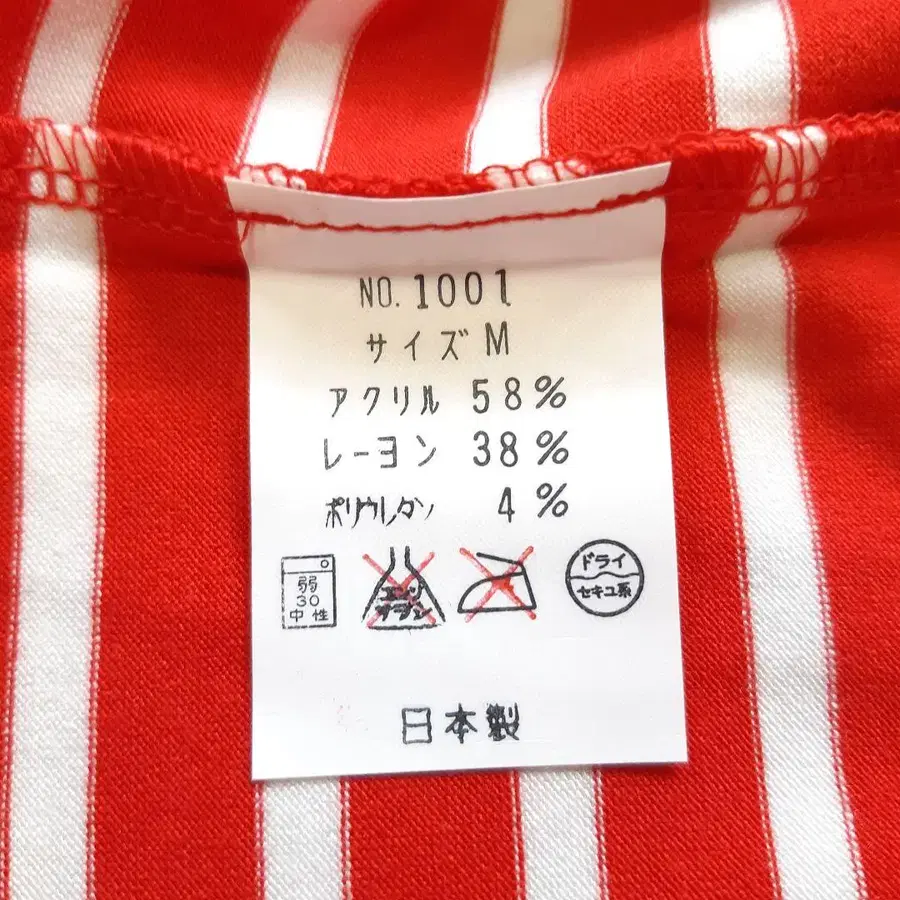 NO. 1001
サイズ M
アクリル 58%
レーヨン 38%
ポリウレタン 4%
弱
30
中性
エンソ
サラシ
ドライ
セキユ系
日本製